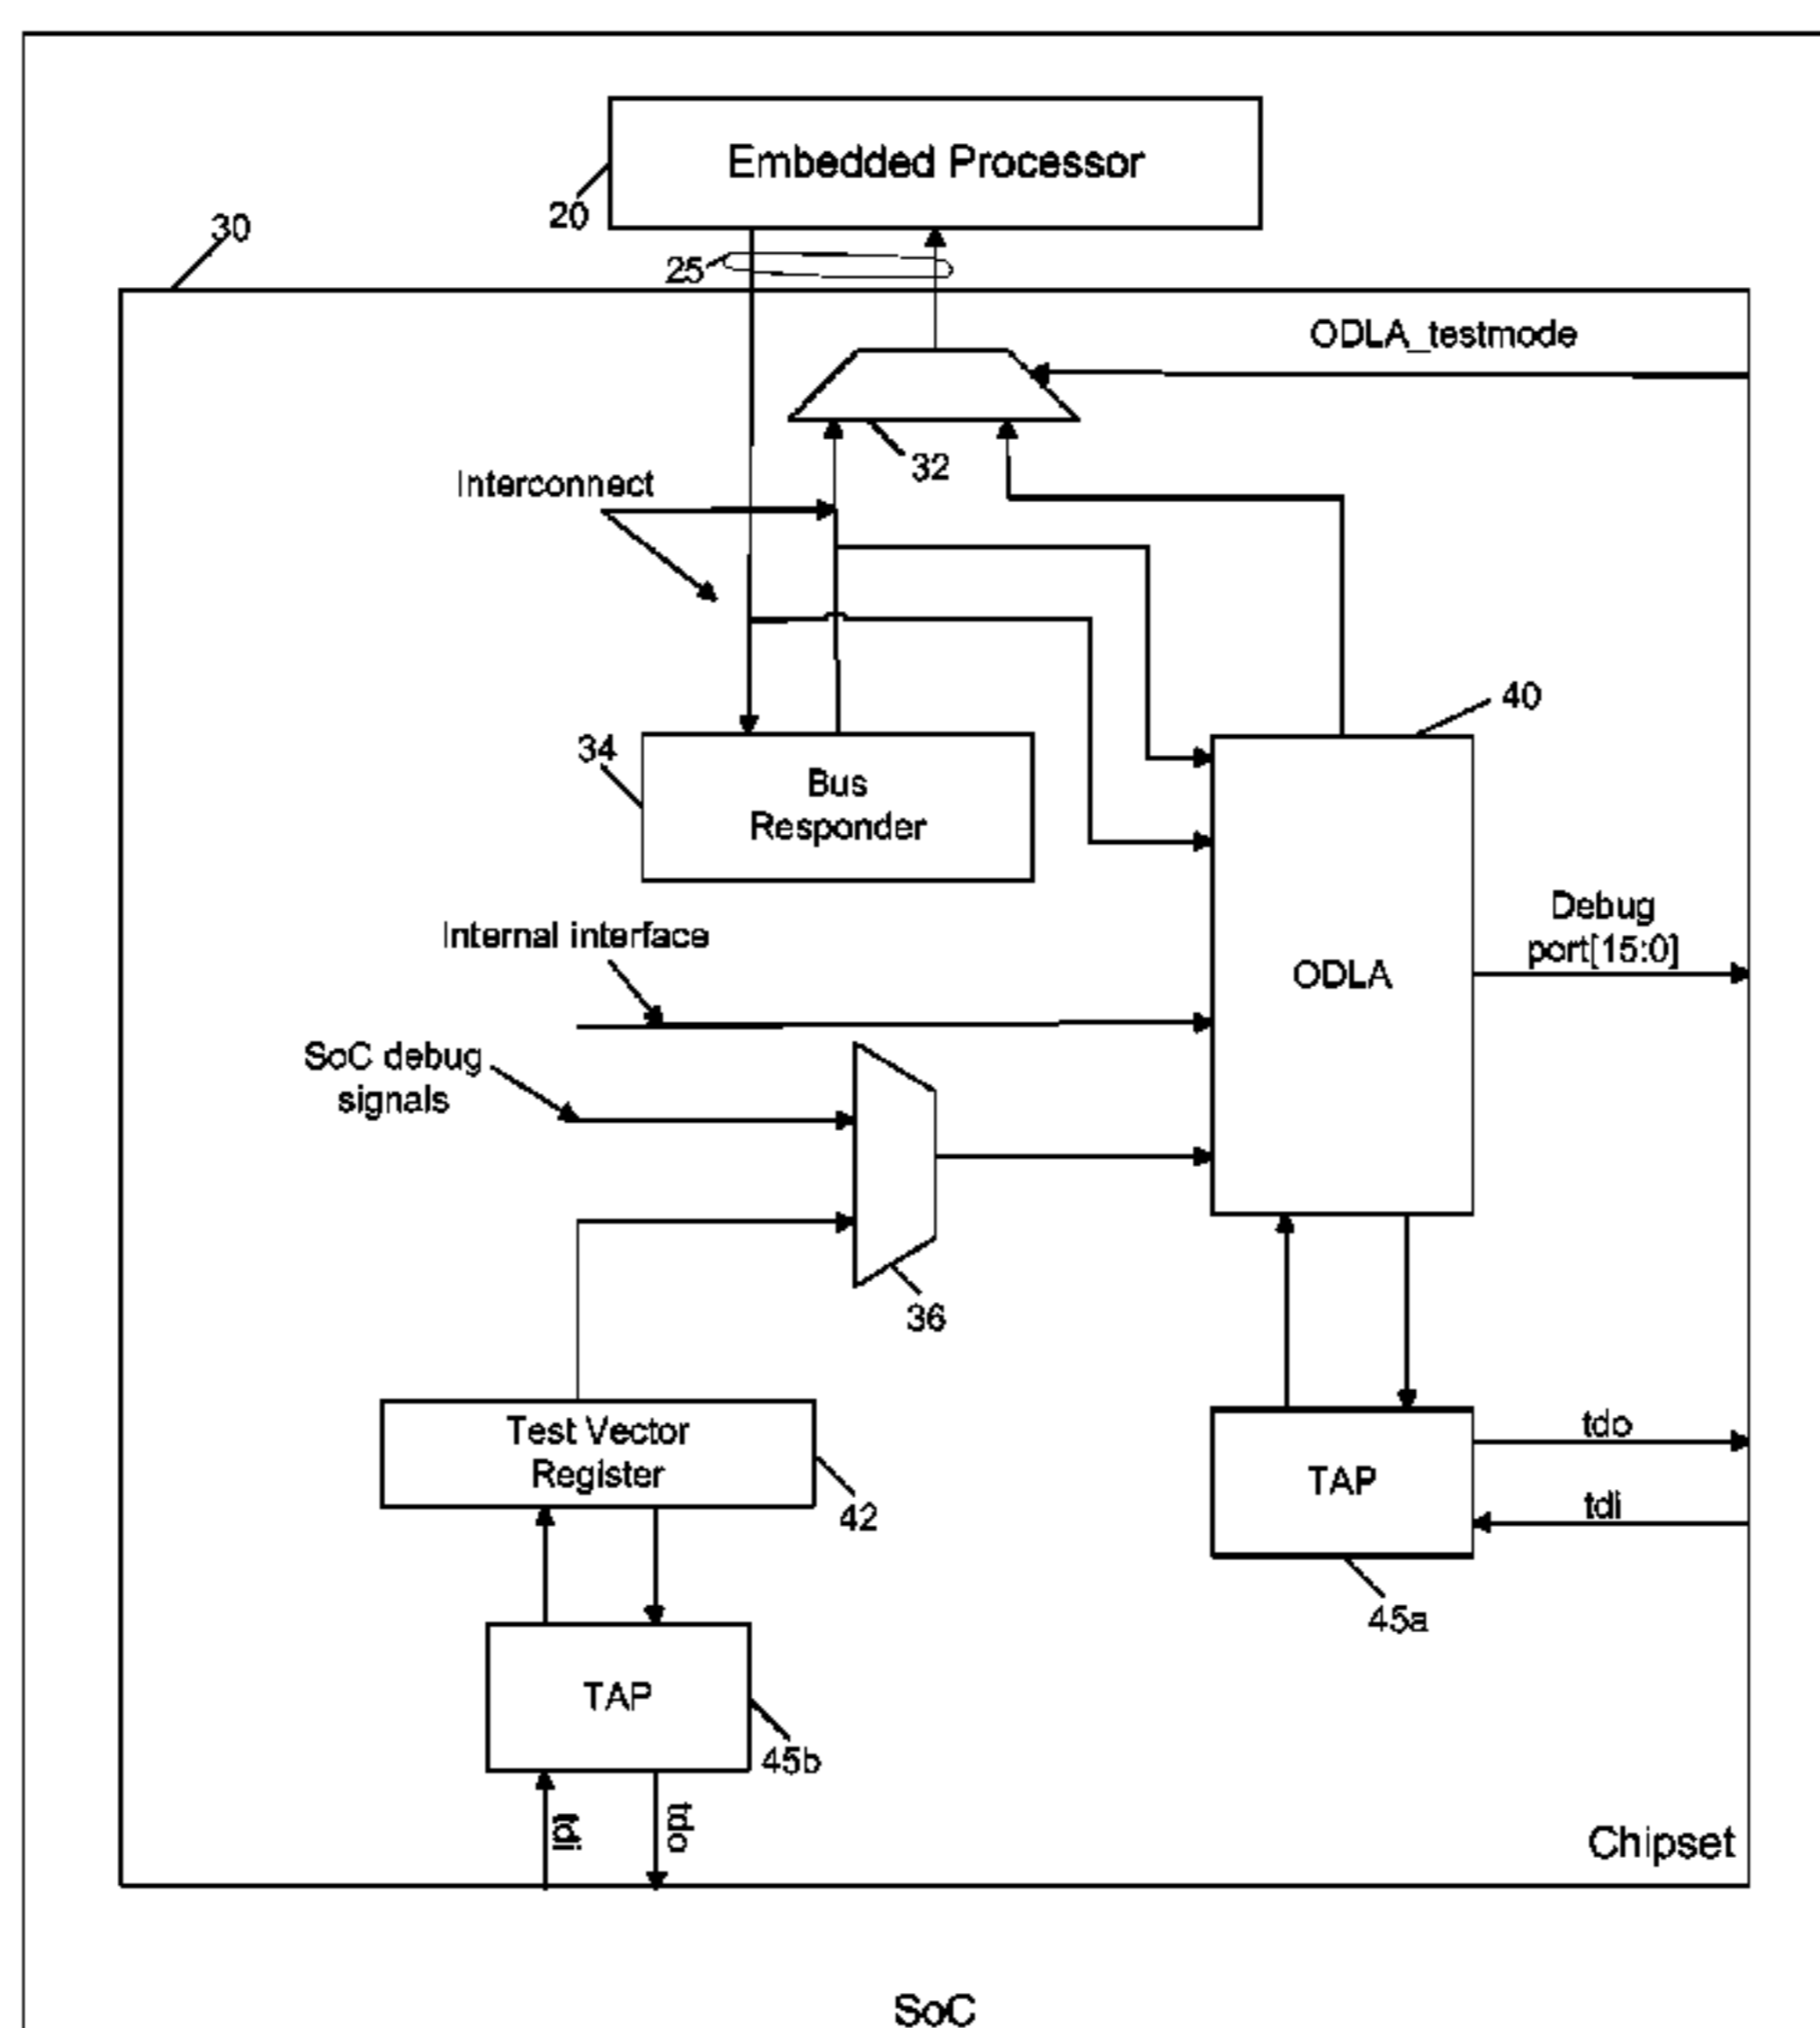 Embedded Processor
20
30
25
ODLA_testmode
32
Interconnect
40
34
Bus
Responder
Debug
port[15:0]
Internal interface
ODLA
SoC debug
signals
36
Test Vector
Register
42
tdo
TAP
tdi
45a
TAP
45b
tdi
tdo
Chipset
SoC